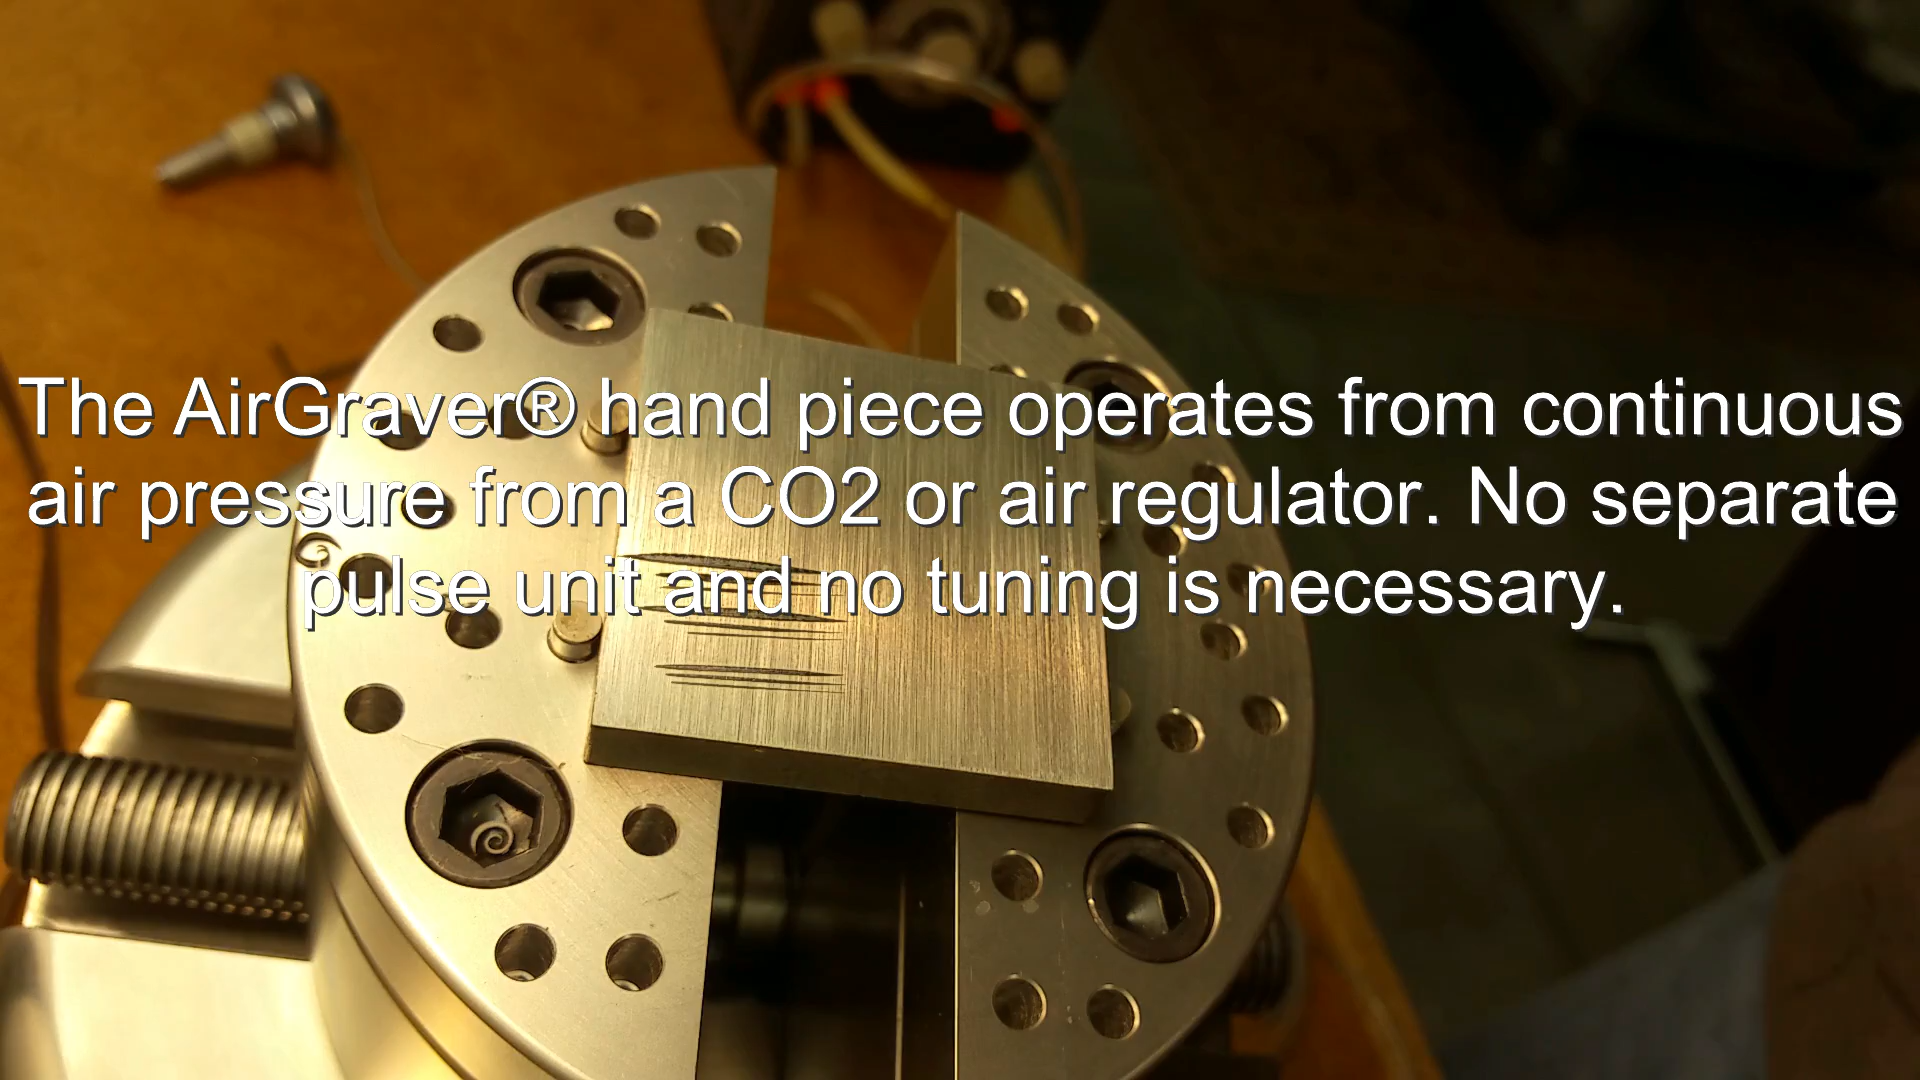 The AirGraver® hand piece operates from continuous
air pressure from a CO2 or air regulator. No separate
pulse unit and no tuning is necessary.